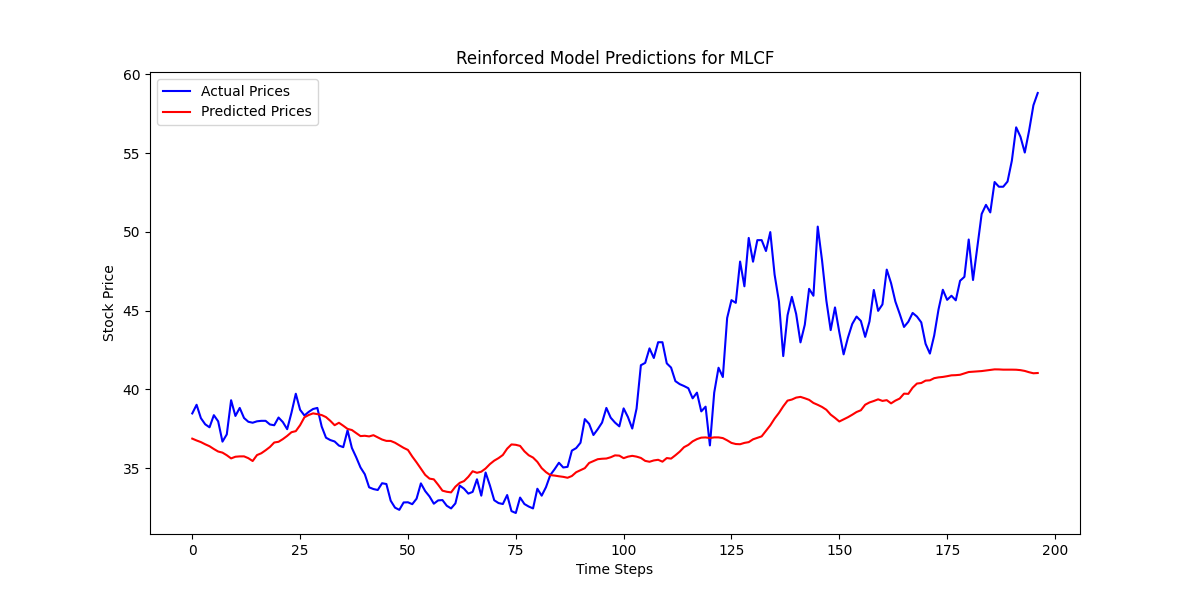 Reinforced Model Predictions for MLCF
Actual Prices
Predicted Prices
Stock Price
60
55
50
45
40
35
0 25 50 75 100 125 150 175 200
Time Steps